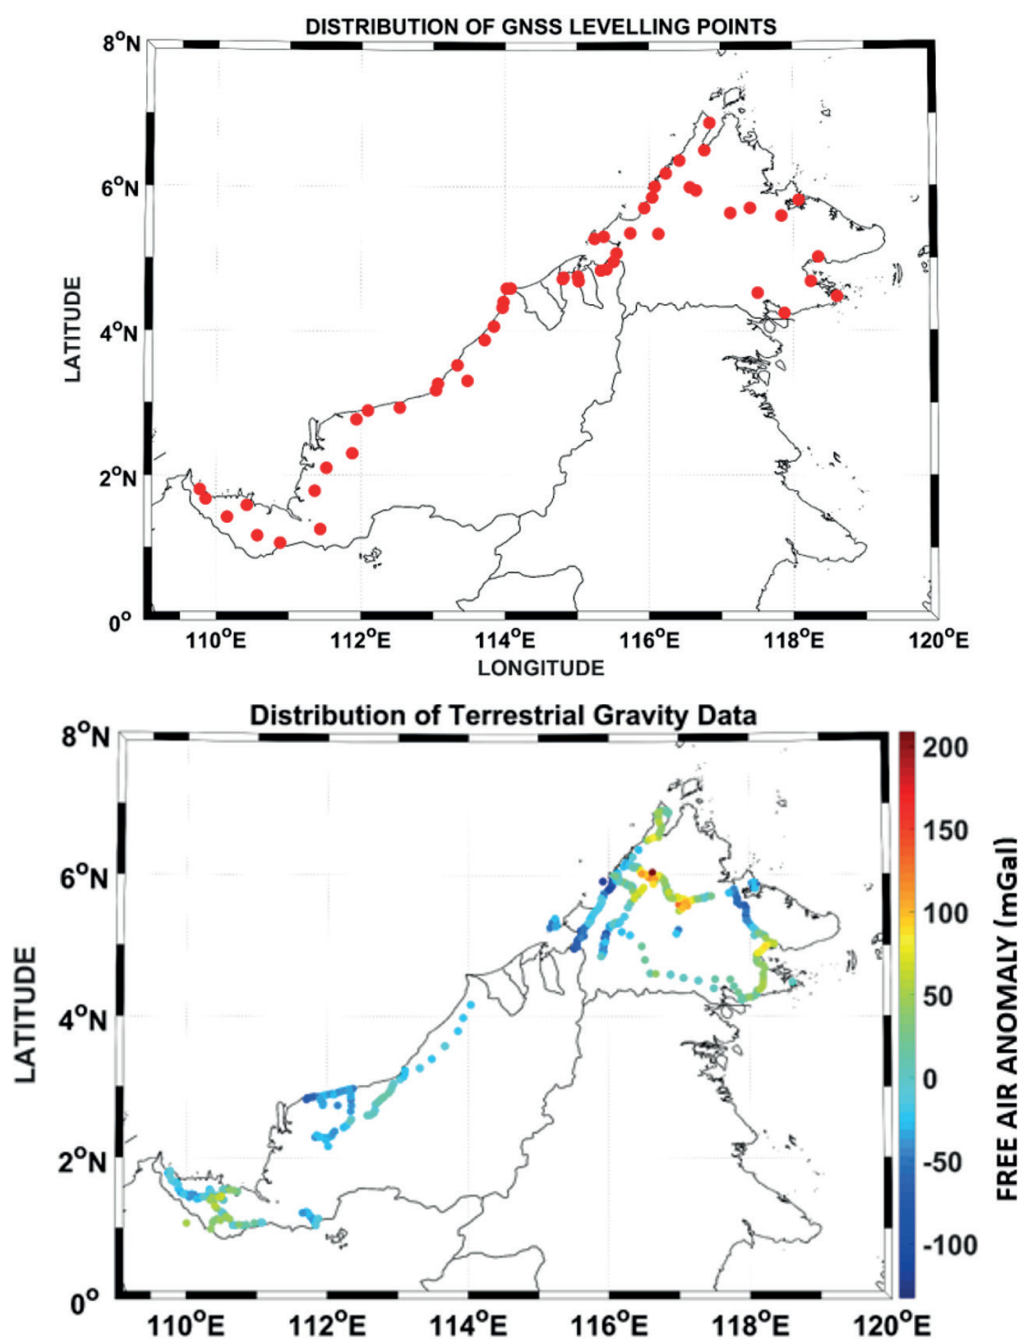 DISTRIBUTION OF GNSS LEVELLING POINTS
8°N
6°N
4°N
2°N
0°
LATITUDE
110°E 112°E 114°E 116°E 118°E 120°E
LONGITUDE
Distribution of Terrestrial Gravity Data
8°N
6°N
4°N
2°N
0°
LATITUDE
110°E 112°E 114°E 116°E 118°E 120°E
200
150
100
50
0
-50
-100
FREE AIR ANOMALY (mGal)